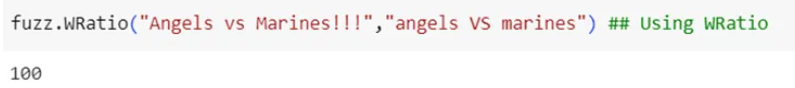 fuzz.WRatio("Angels vs Marines!!!","angels VS marines") ## Using WRatio
100